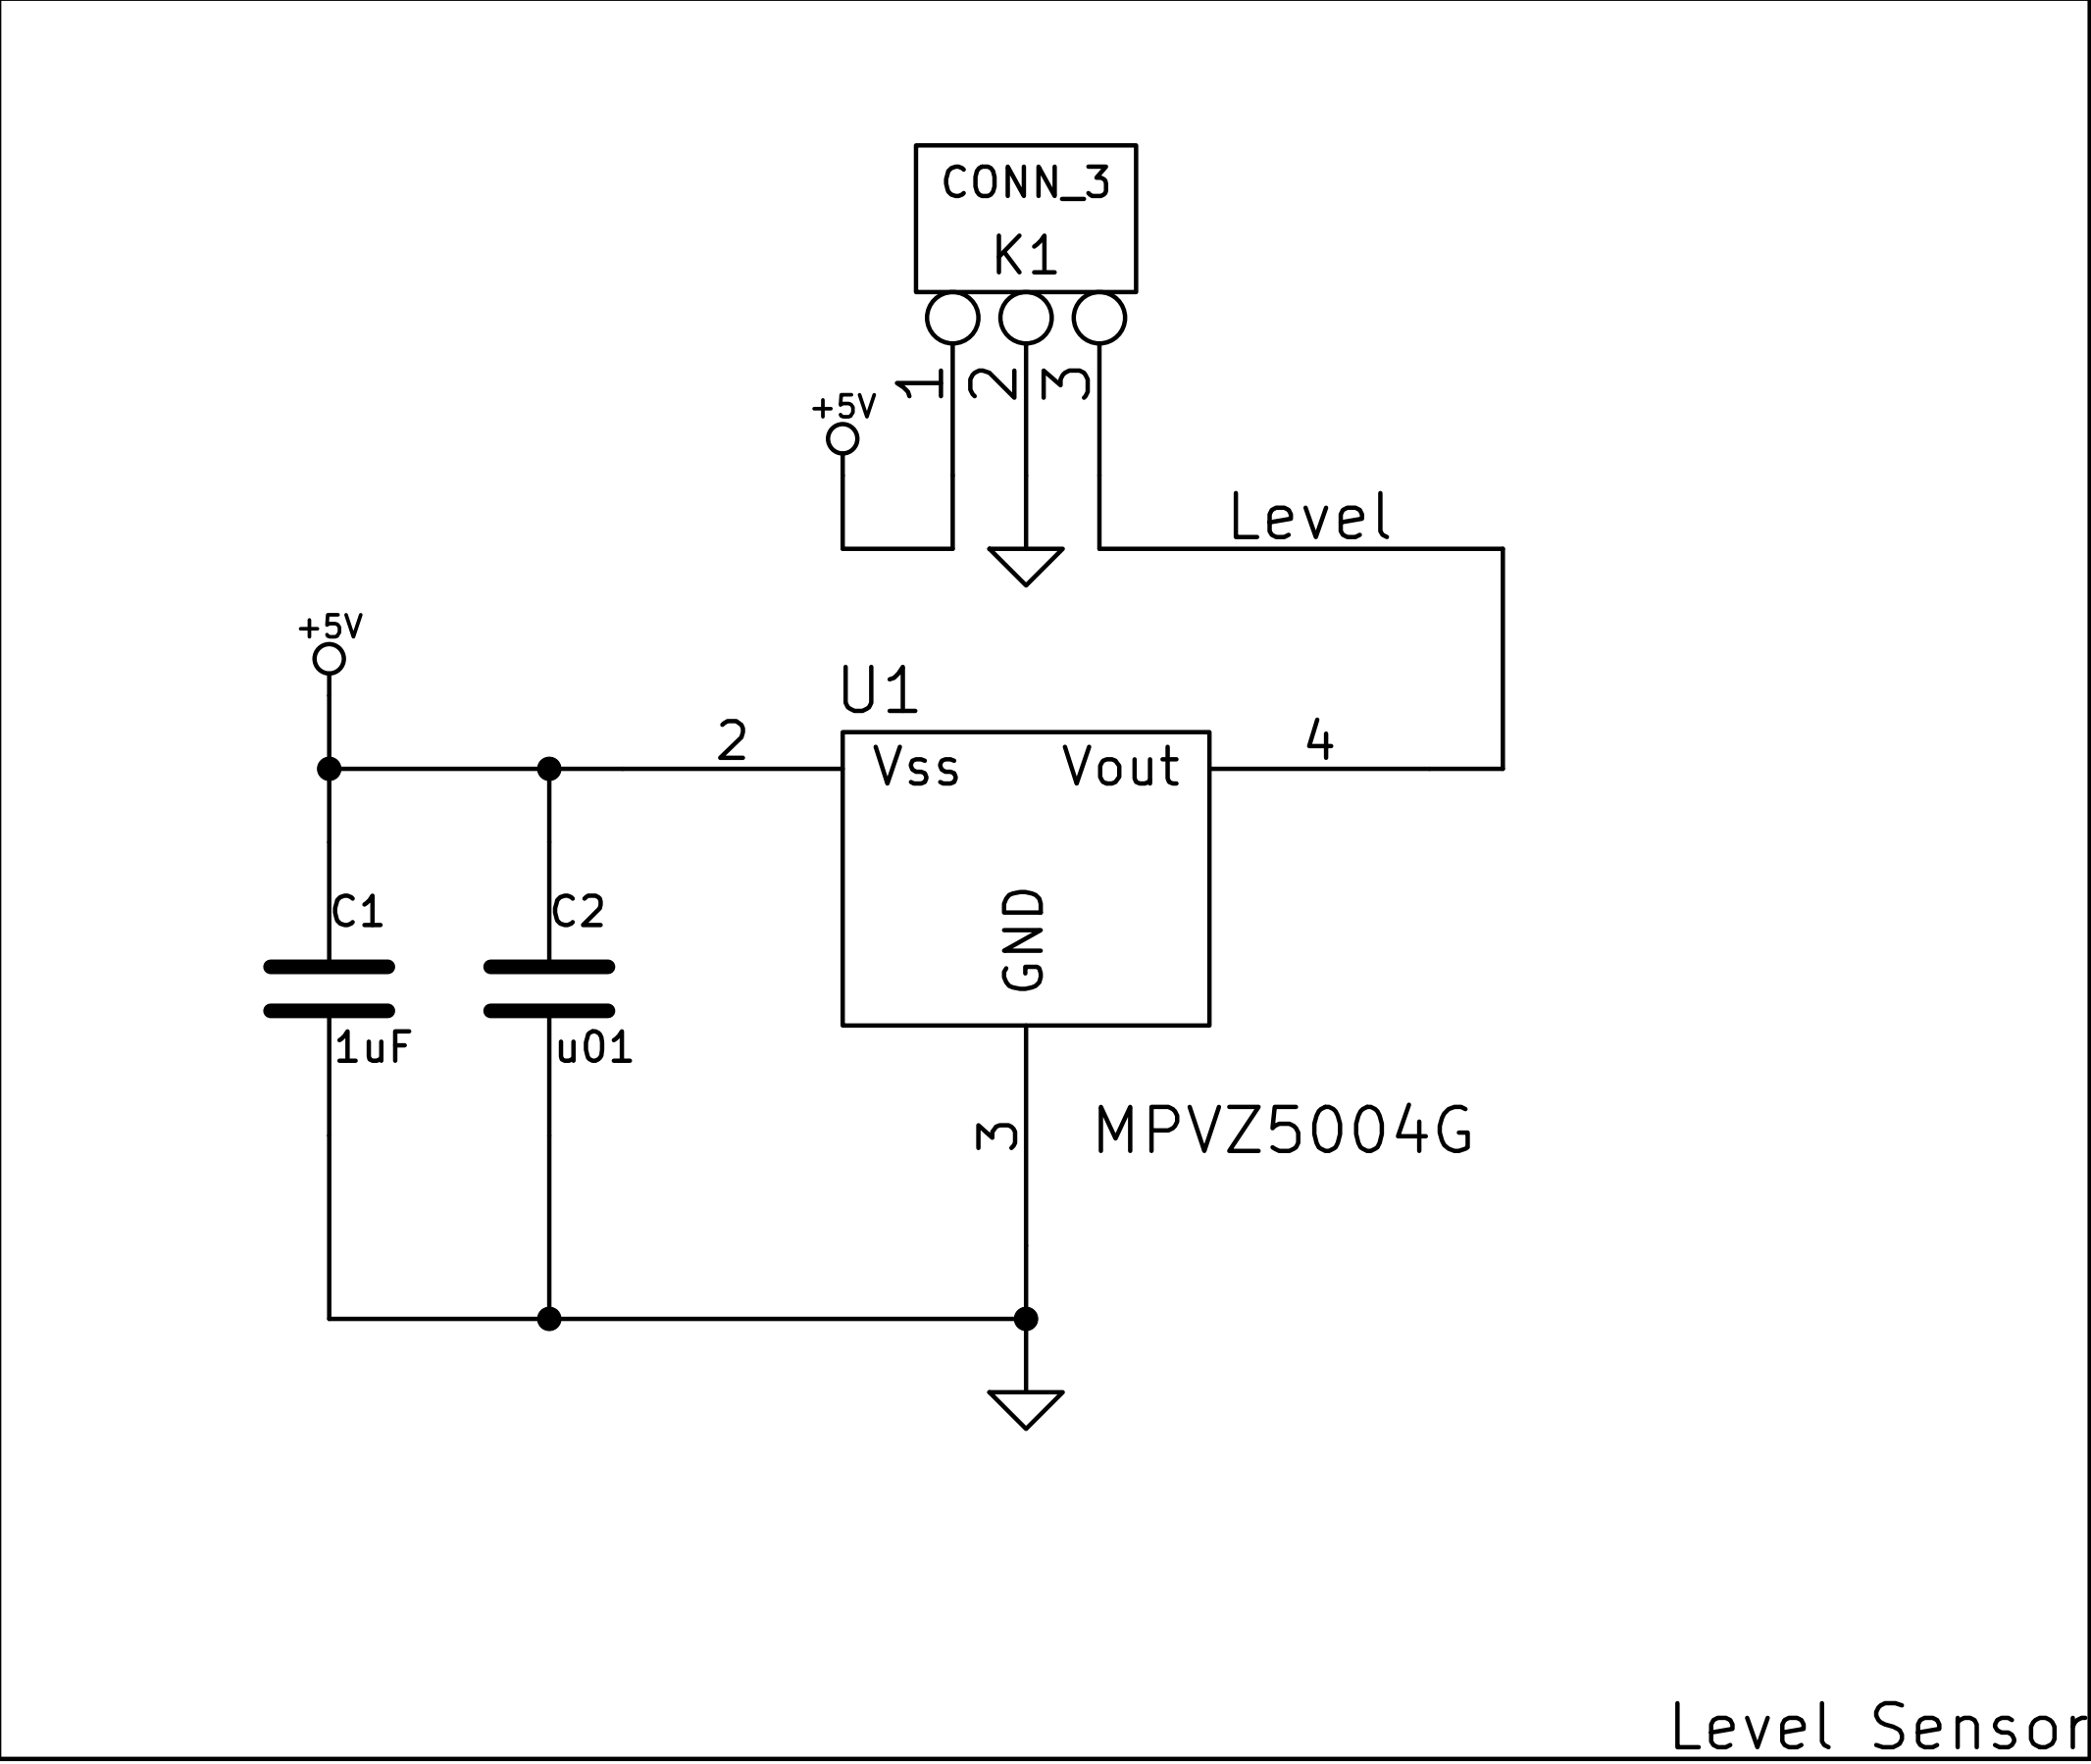 CONN_3
K1
1
2
3
+5V
Level
+5V
U1
2
Vss
Vout
4
C1
C2
GND
1uF
u01
3
MPVZ5004G
Level Sensor